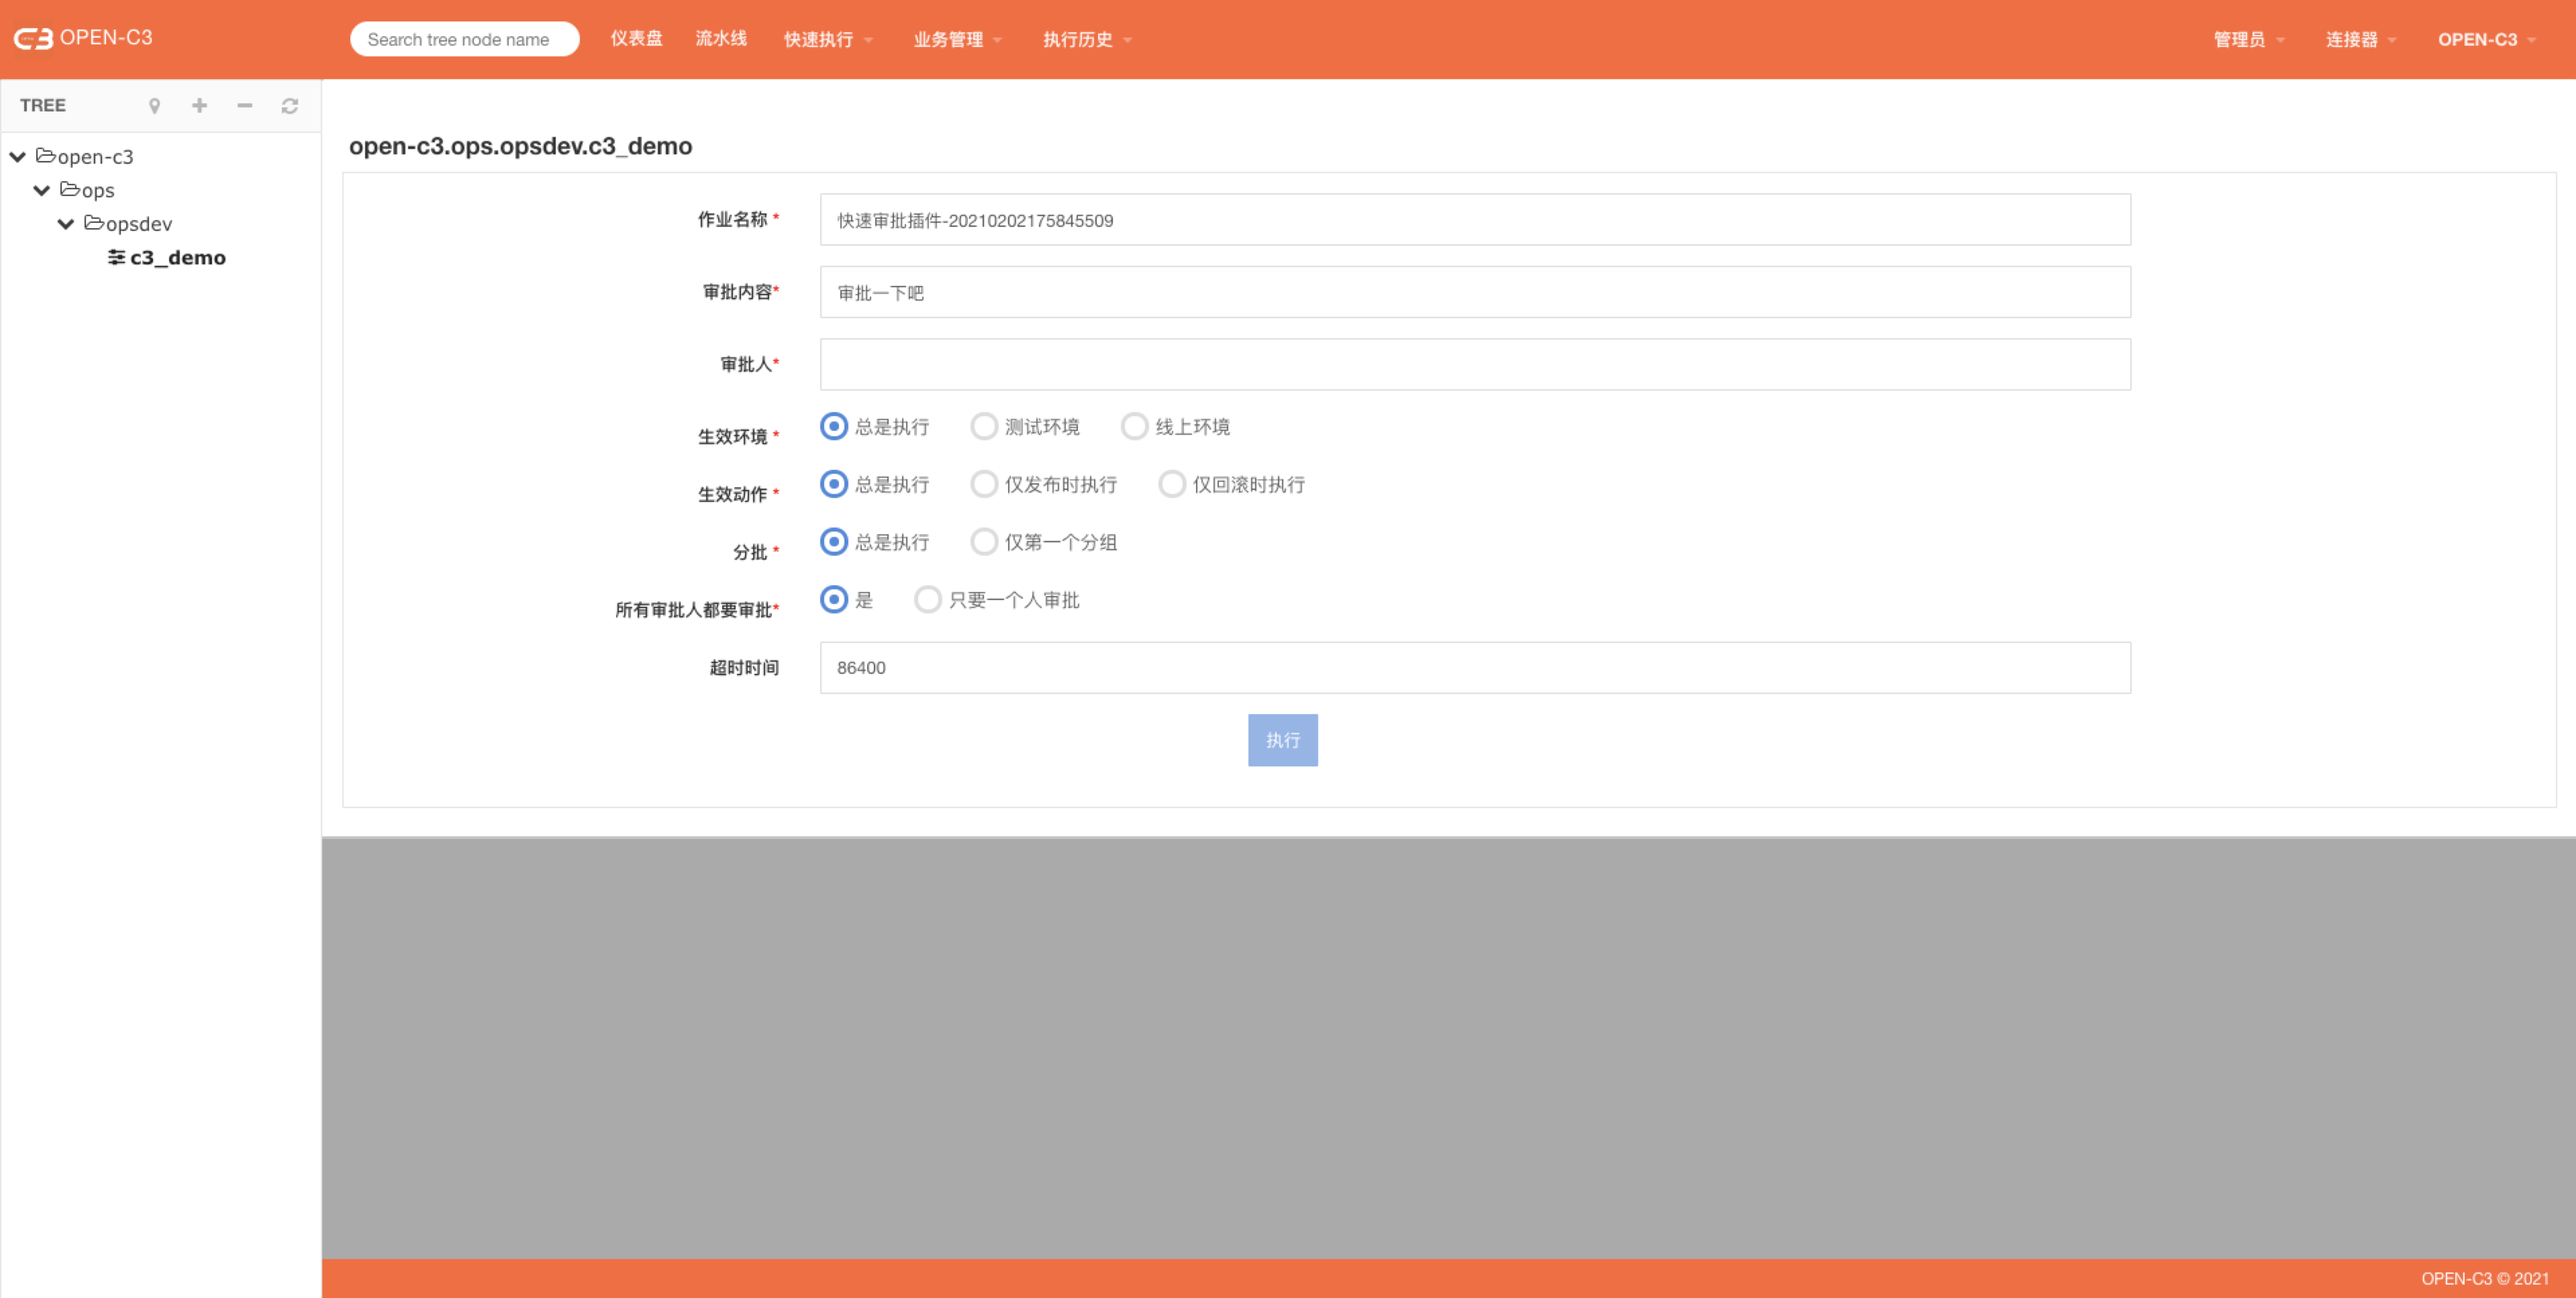 OPEN-C3
Search tree node name
仪表盘
流水线
快速执行
业务管理
执行历史
管理员
连接器
OPEN-C3
TREE
open-c3
ops
opsdev
c3_demo
open-c3.ops.opsdev.c3_demo
作业名称 * 快速审批插件-20210202175845509
审批内容* 审批一下吧
审批人*
生效环境 * 总是执行 测试环境 线上环境
生效动作 * 总是执行 仅发布时执行 仅回滚时执行
分批 * 总是执行 仅第一个分组
所有审批人都要审批* 是 只要一个人审批
超时时间 86400
执行
OPEN-C3 © 2021